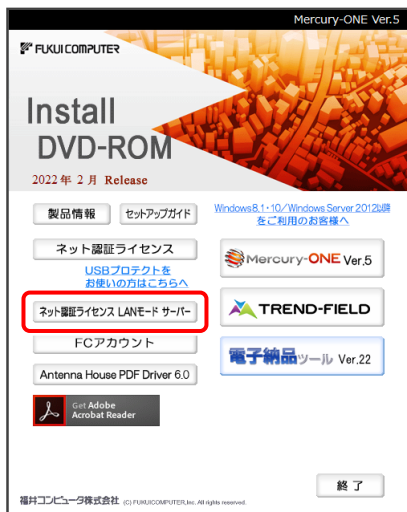 Mercury-ONE Ver.5
FUKUI COMPUTER
Install
DVD-ROM
2022年 2月 Release
製品情報
セットアップガイド
Windows8.1・10/Windows Server 2012以降
をご利用のお客様へ
ネット認証ライセンス
USBプロテクトを
お使いの方はこちらへ
ネット認証ライセンス LANモード サーバー
FCアカウント
Antenna House PDF Driver 6.0
Get Adobe
Acrobat Reader
Mercury-ONE Ver.5
TREND-FIELD
電子納品ツール Ver.22
終了
福井コンピュータ株式会社 (C) FUKUICOMPUTER,Inc. All rights reserved.